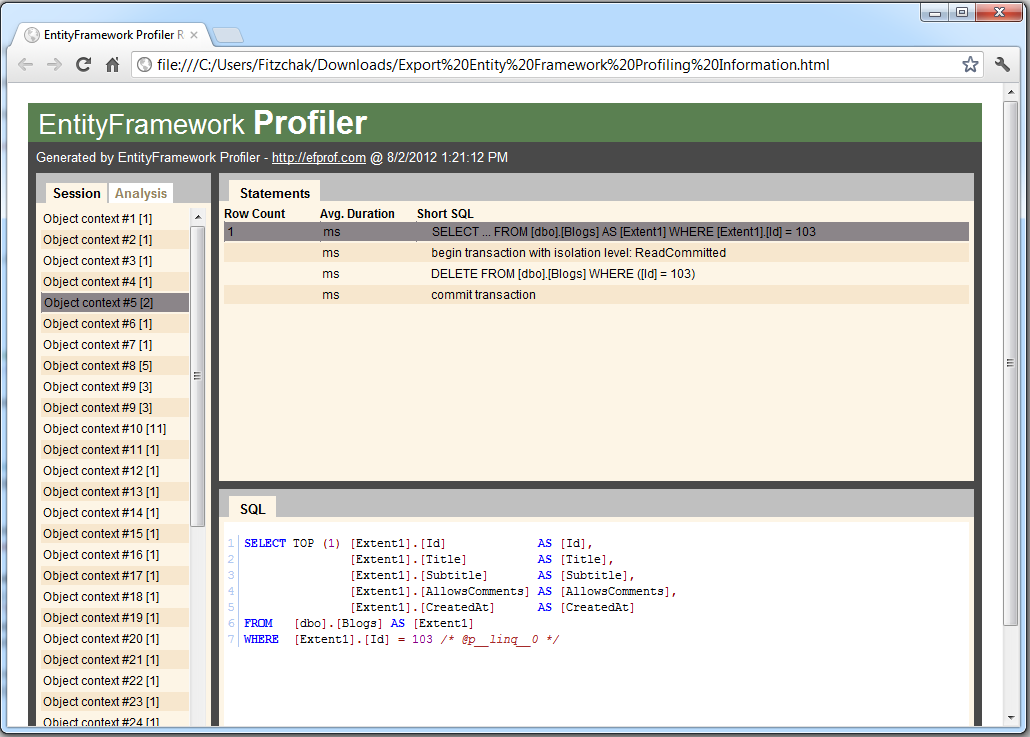 EntityFramework Profiler R
file:///C:/Users/Fitzchak/Downloads/Export%20Entity%20Framework%20Profiling%20Information.html
EntityFramework Profiler
Generated by EntityFramework Profiler - http://efprof.com @ 8/2/2012 1:21:12 PM
Session Analysis
Object context #1 [1]
Object context #2 [1]
Object context #3 [1]
Object context #4 [1]
Object context #5 [2]
Object context #6 [1]
Object context #7 [1]
Object context #8 [5]
Object context #9 [3]
Object context #9 [3]
Object context #10 [11]
Object context #11 [1]
Object context #12 [1]
Object context #13 [1]
Object context #14 [1]
Object context #15 [1]
Object context #16 [1]
Object context #17 [1]
Object context #18 [1]
Object context #19 [1]
Object context #20 [1]
Object context #21 [1]
Object context #22 [1]
Object context #23 [1]
Object context #24 [1]
Statements
Row Count Avg. Duration Short SQL
1 ms SELECT ... FROM [dbo].[Blogs] AS [Extent1] WHERE [Extent1].[Id] = 103
ms begin transaction with isolation level: ReadCommitted
ms DELETE FROM [dbo].[Blogs] WHERE ([Id] = 103)
ms commit transaction
SQL
1 SELECT TOP (1) [Extent1].[Id] AS [Id],
2 [Extent1].[Title] AS [Title],
3 [Extent1].[Subtitle] AS [Subtitle],
4 [Extent1].[AllowsComments] AS [AllowsComments],
5 [Extent1].[CreatedAt] AS [CreatedAt]
6 FROM [dbo].[Blogs] AS [Extent1]
7 WHERE [Extent1].[Id] = 103 /* @p__linq__0 */